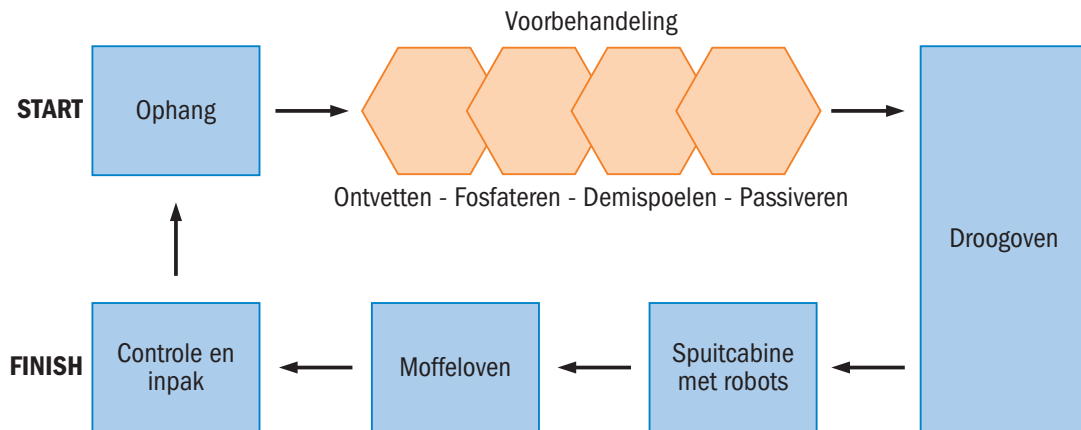 Voorbehandeling
START
Ophang
Ontvetten - Fosfateren - Demispoelen - Passiveren
Droogoven
Spuitcabine
met robots
Moffeloven
Controle en
inpak
FINISH